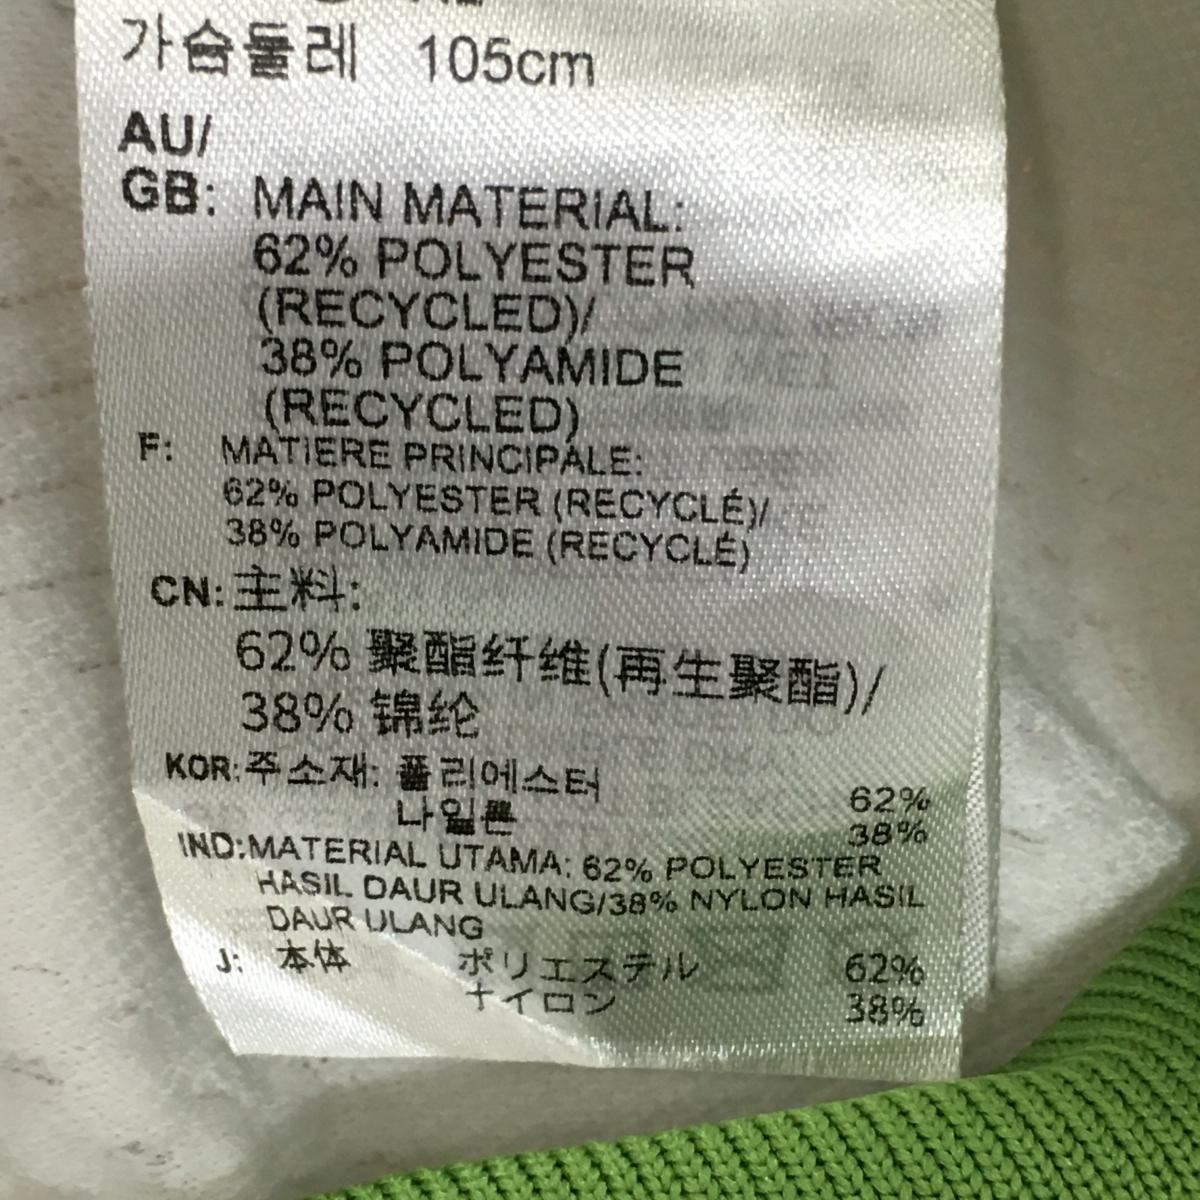 가슴둘레 105cm
AU/
GB: MAIN MATERIAL:
62% POLYESTER
(RECYCLED)/
38% POLYAMIDE
(RECYCLED)
F: MATIERE PRINCIPALE:
62% POLYESTER (RECYCLÉ)/
38% POLYAMIDE (RECYCLÉ)
CN: 主料:
62% 聚酯纤维(再生聚酯)/
38% 锦纶
KOR: 주소재: 폴리에스터 62%
나일론 38%
IND: MATERIAL UTAMA: 62% POLYESTER
HASIL DAUR ULANG/38% NYLON HASIL
DAUR ULANG
J: 本体 ポリエステル 62%
ナイロン 38%